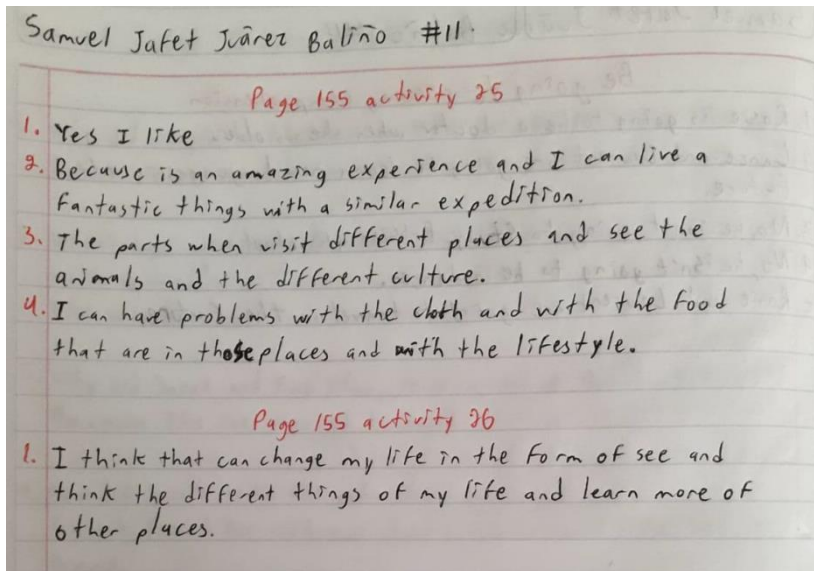 Samuel Jafet Juárez Baliño #11.
Page 155 activity 25
1. Yes I like
2. Because is an amazing experience and I can live a
fantastic things with a similar expedition.
3. The parts when visit different places and see the
animals and the different culture.
4. I can have problems with the cloth and with the food
that are in those places and with the lifestyle.
Page 155 activity 26
1. I think that can change my life in the form of see and
think the different things of my life and learn more of
other places.